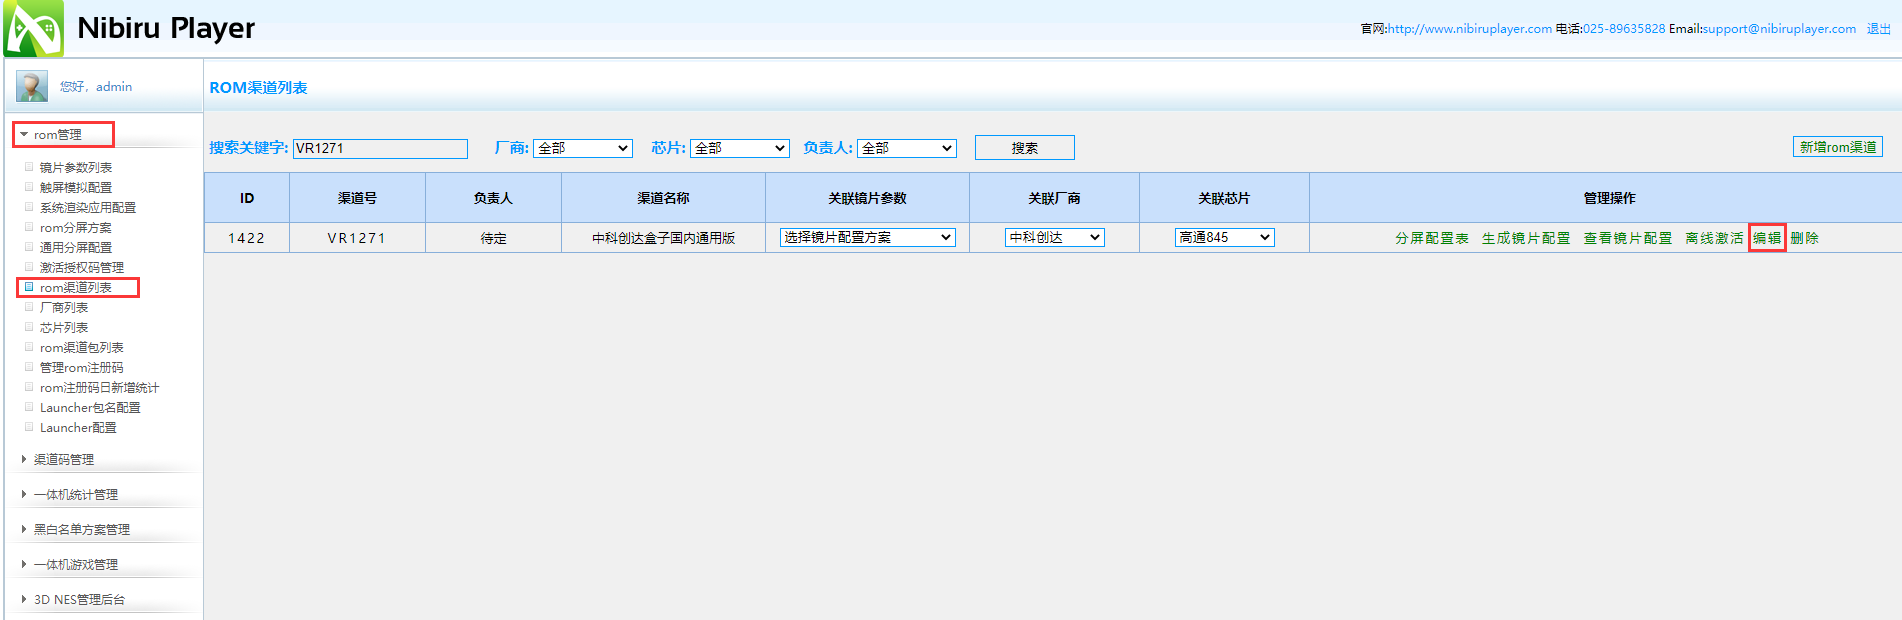 Nibiru Player
官网:http://www.nibiruplayer.com 电话:025-89635828 Email:support@nibiruplayer.com 退出
您好，admin
ROM渠道列表
rom管理
镜片参数列表
触屏模拟配置
系统渲染应用配置
rom分屏方案
通用分屏配置
激活授权码管理
rom渠道列表
厂商列表
芯片列表
rom渠道包列表
管理rom注册码
rom注册码日新增统计
Launcher包名配置
Launcher配置
渠道码管理
一体机统计管理
黑白名单方案管理
一体机游戏管理
3D NES管理后台
搜索关键字: VR1271 厂商: 全部 芯片: 全部 负责人: 全部 搜索 新增rom渠道
ID 渠道号 负责人 渠道名称 关联镜片参数 关联厂商 关联芯片 管理操作
1422 VR1271 待定 中科创达盒子国内通用版 选择镜片配置方案 中科创达 高通845 分屏配置表 生成镜片配置 查看镜片配置 离线激活 编辑 删除